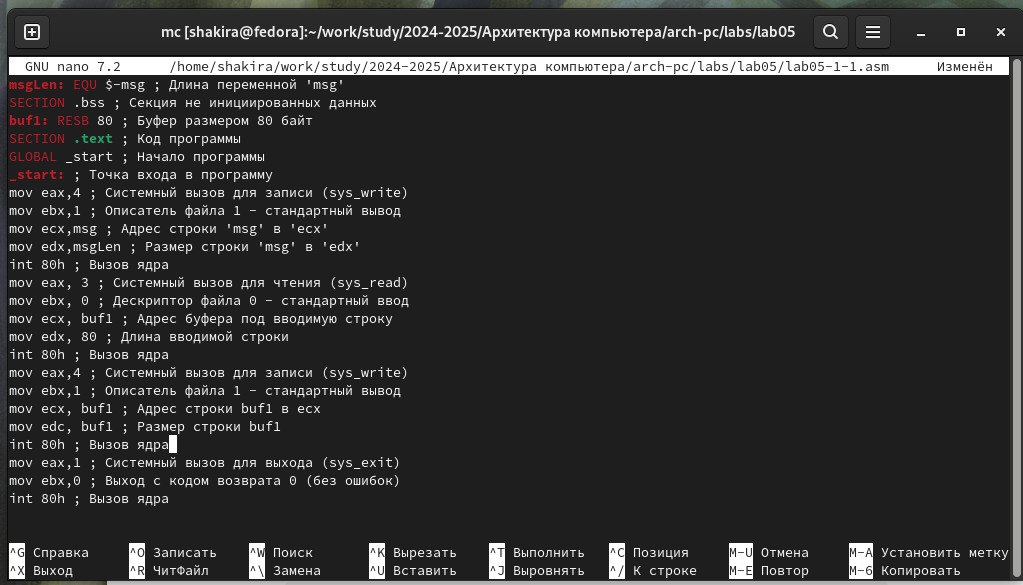 mc [shakira@fedora]:~/work/study/2024-2025/Архитектура компьютера/arch-pc/labs/lab05
GNU nano 7.2 /home/shakira/work/study/2024-2025/Архитектура компьютера/arch-pc/labs/lab05/lab05-1-1.asm Изменён
msgLen: EQU $-msg ; Длина переменной 'msg'
SECTION .bss ; Секция не инициированных данных
buf1: RESB 80 ; Буфер размером 80 байт
SECTION .text ; Код программы
GLOBAL _start ; Начало программы
_start: ; Точка входа в программу
mov eax,4 ; Системный вызов для записи (sys_write)
mov ebx,1 ; Описатель файла 1 - стандартный вывод
mov ecx,msg ; Адрес строки 'msg' в 'ecx'
mov edx,msgLen ; Размер строки 'msg' в 'edx'
int 80h ; Вызов ядра
mov eax, 3 ; Системный вызов для чтения (sys_read)
mov ebx, 0 ; Дескриптор файла 0 - стандартный ввод
mov ecx, buf1 ; Адрес буфера под вводимую строку
mov edx, 80 ; Длина вводимой строки
int 80h ; Вызов ядра
mov eax,4 ; Системный вызов для записи (sys_write)
mov ebx,1 ; Описатель файла 1 - стандартный вывод
mov ecx, buf1 ; Адрес строки buf1 в ecx
mov edc, buf1 ; Размер строки buf1
int 80h ; Вызов ядра
mov eax,1 ; Системный вызов для выхода (sys_exit)
mov ebx,0 ; Выход с кодом возврата 0 (без ошибок)
int 80h ; Вызов ядра
^G Справка ^O Записать ^W Поиск ^K Вырезать ^T Выполнить ^C Позиция M-U Отмена M-A Установить метку
^X Выход ^R ЧитФайл ^\ Замена ^U Вставить ^J Выровнять ^/ К строке M-E Повтор M-6 Копировать